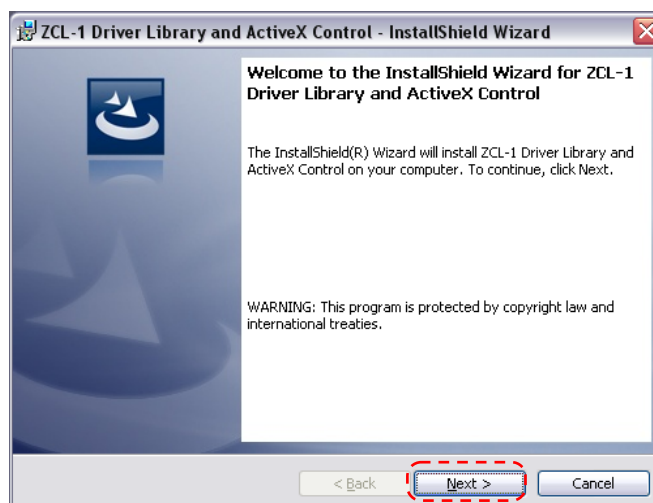 ZCL-1 Driver Library and ActiveX Control - InstallShield Wizard
Welcome to the InstallShield Wizard for ZCL-1
Driver Library and ActiveX Control
The InstallShield(R) Wizard will install ZCL-1 Driver Library and
ActiveX Control on your computer. To continue, click Next.
WARNING: This program is protected by copyright law and
international treaties.
< Back
Next >
Cancel